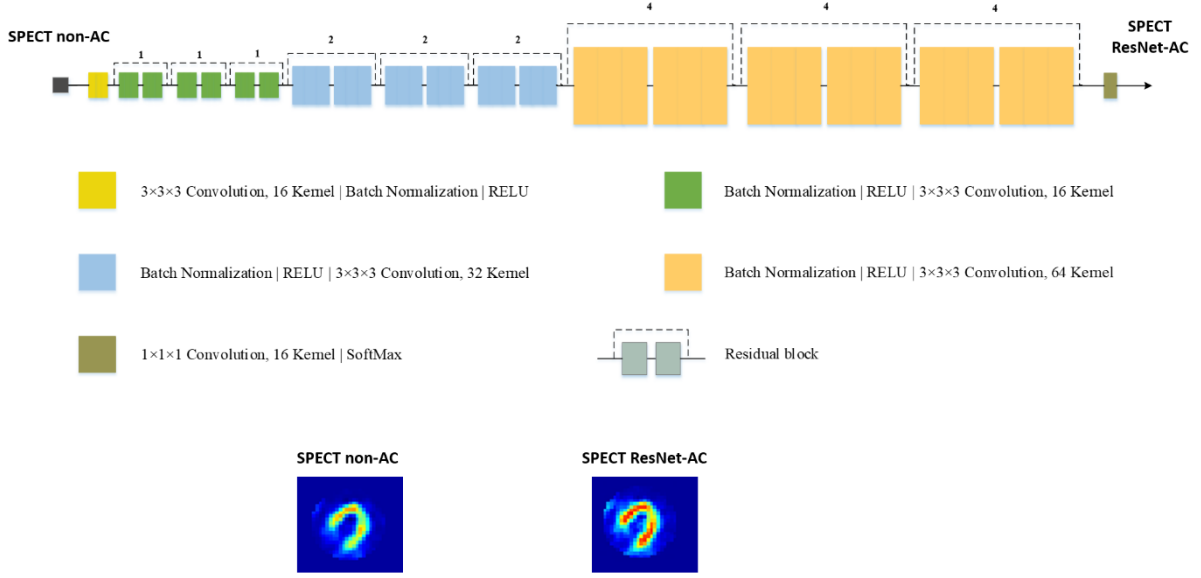 4
4
4
SPECT non-AC
SPECT
ResNet-AC
1
1
1
2
2
2
3×3×3 Convolution, 16 Kernel | Batch Normalization | RELU
Batch Normalization | RELU | 3×3×3 Convolution, 16 Kernel
Batch Normalization | RELU | 3×3×3 Convolution, 32 Kernel
Batch Normalization | RELU | 3×3×3 Convolution, 64 Kernel
1×1×1 Convolution, 16 Kernel | SoftMax
Residual block
SPECT non-AC
SPECT ResNet-AC